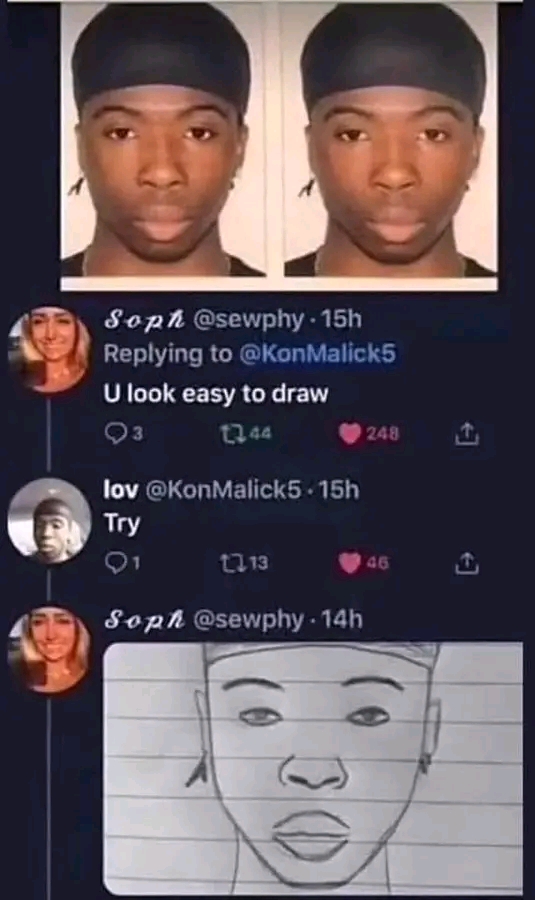 Soph @sewphy · 15h
Replying to @KonMalick5
U look easy to draw
3 44 248
lov @KonMalick5 · 15h
Try
1 13 46
Soph @sewphy · 14h